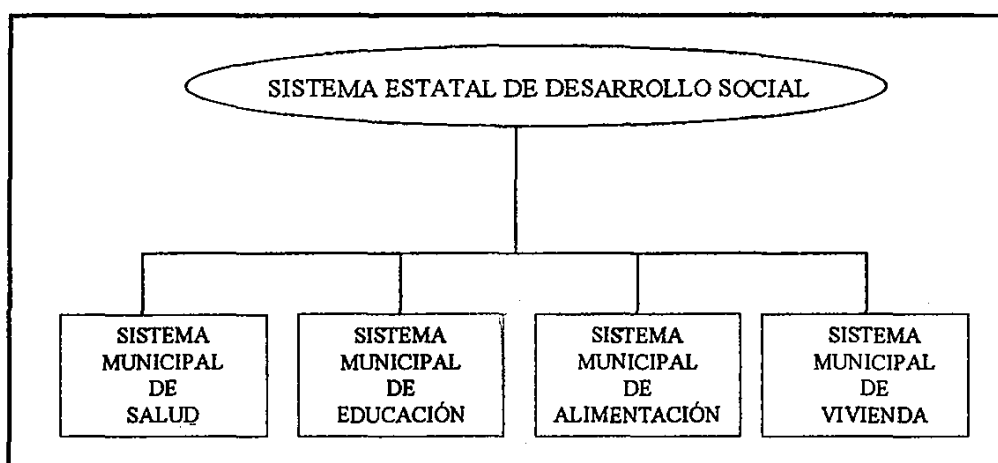 SISTEMA ESTATAL DE DESARROLLO SOCIAL
SISTEMA
MUNICIPAL
DE
SALUD
SISTEMA
MUNICIPAL
DE
EDUCACIÓN
SISTEMA
MUNICIPAL
DE
ALIMENTACIÓN
SISTEMA
MUNICIPAL
DE
VIVIENDA